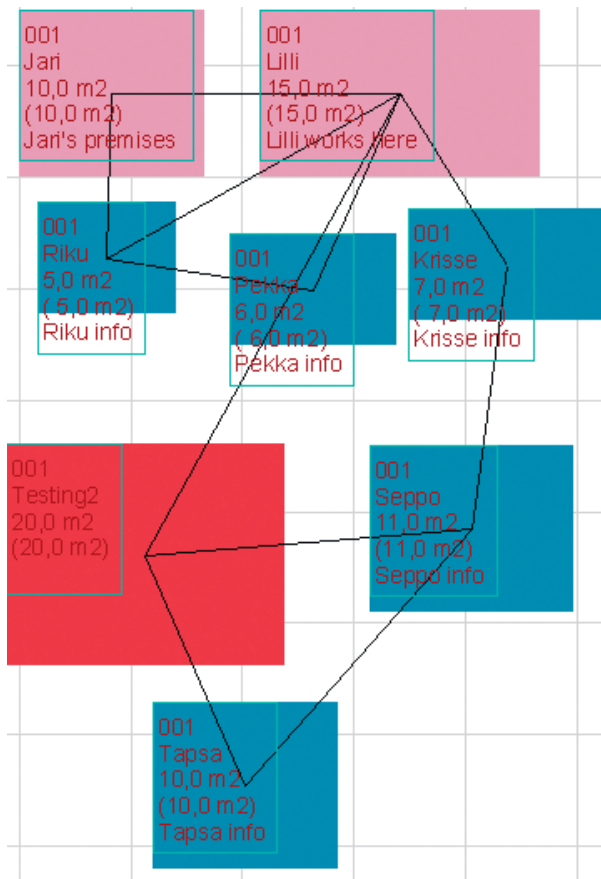 001
Jari
10,0 m2
(10,0 m2)
Jari's premises
001
Lilli
15,0 m2
(15,0 m2)
Lilli works here
001
Riku
5,0 m2
( 5,0 m2)
Riku info
001
Pekka
6,0 m2
( 6,0 m2)
Pekka info
001
Krisse
7,0 m2
( 7,0 m2)
Krisse info
001
Testing2
20,0 m2
(20,0 m2)
001
Seppo
11,0 m2
(11,0 m2)
Seppo info
001
Tapsa
10,0 m2
(10,0 m2)
Tapsa info